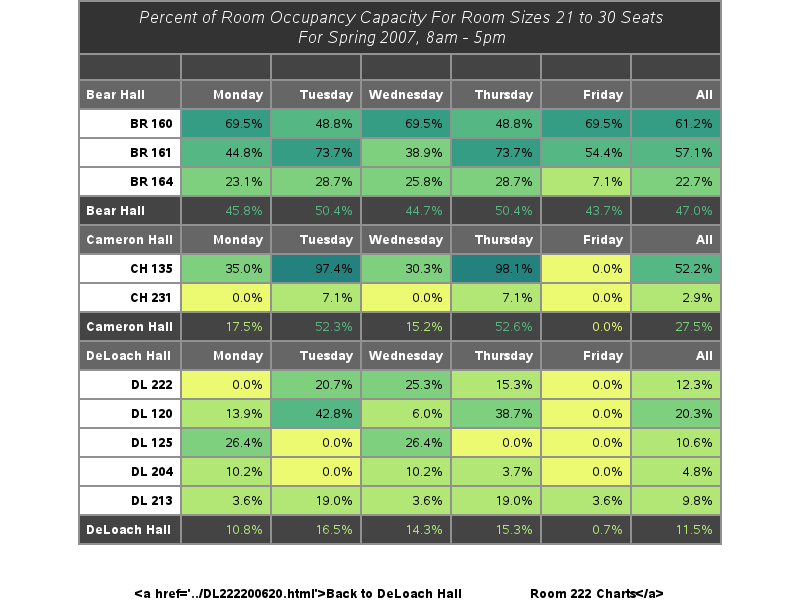 Percent of Room Occupancy Capacity For Room Sizes 21 to 30 Seats
For Spring 2007, 8am - 5pm
Bear Hall Monday Tuesday Wednesday Thursday Friday All
BR 160 69.5% 48.8% 69.5% 48.8% 69.5% 61.2%
BR 161 44.8% 73.7% 38.9% 73.7% 54.4% 57.1%
BR 164 23.1% 28.7% 25.8% 28.7% 7.1% 22.7%
Bear Hall 45.8% 50.4% 44.7% 50.4% 43.7% 47.0%
Cameron Hall Monday Tuesday Wednesday Thursday Friday All
CH 135 35.0% 97.4% 30.3% 98.1% 0.0% 52.2%
CH 231 0.0% 7.1% 0.0% 7.1% 0.0% 2.9%
Cameron Hall 17.5% 52.3% 15.2% 52.6% 0.0% 27.5%
DeLoach Hall Monday Tuesday Wednesday Thursday Friday All
DL 222 0.0% 20.7% 25.3% 15.3% 0.0% 12.3%
DL 120 13.9% 42.8% 6.0% 38.7% 0.0% 20.3%
DL 125 26.4% 0.0% 26.4% 0.0% 0.0% 10.6%
DL 204 10.2% 0.0% 10.2% 3.7% 0.0% 4.8%
DL 213 3.6% 19.0% 3.6% 19.0% 3.6% 9.8%
DeLoach Hall 10.8% 16.5% 14.3% 15.3% 0.7% 11.5%
<a href='../DL222200620.html'>Back to DeLoach Hall Room 222 Charts</a>